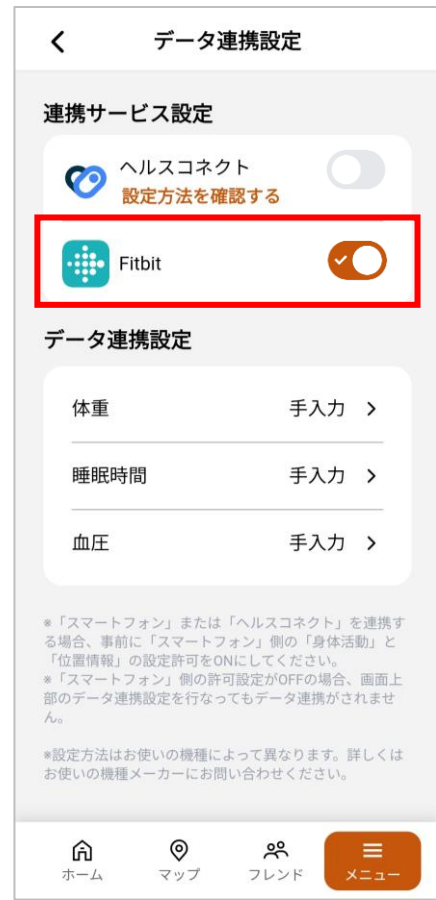 データ連携設定
連携サービス設定
ヘルスコネクト
設定方法を確認する
Fitbit
データ連携設定
体重 手入力
睡眠時間 手入力
血圧 手入力
※「スマートフォン」または「ヘルスコネクト」を連携す
る場合、事前に「スマートフォン」側の「身体活動」と
「位置情報」の設定許可をONにしてください。
※「スマートフォン」側の許可設定がOFFの場合、画面上
部のデータ連携設定を行なってもデータ連携がされませ
ん。
※設定方法はお使いの機種によって異なります。詳しくは
お使いの機種メーカーにお問い合わせください。
ホーム マップ フレンド メニュー